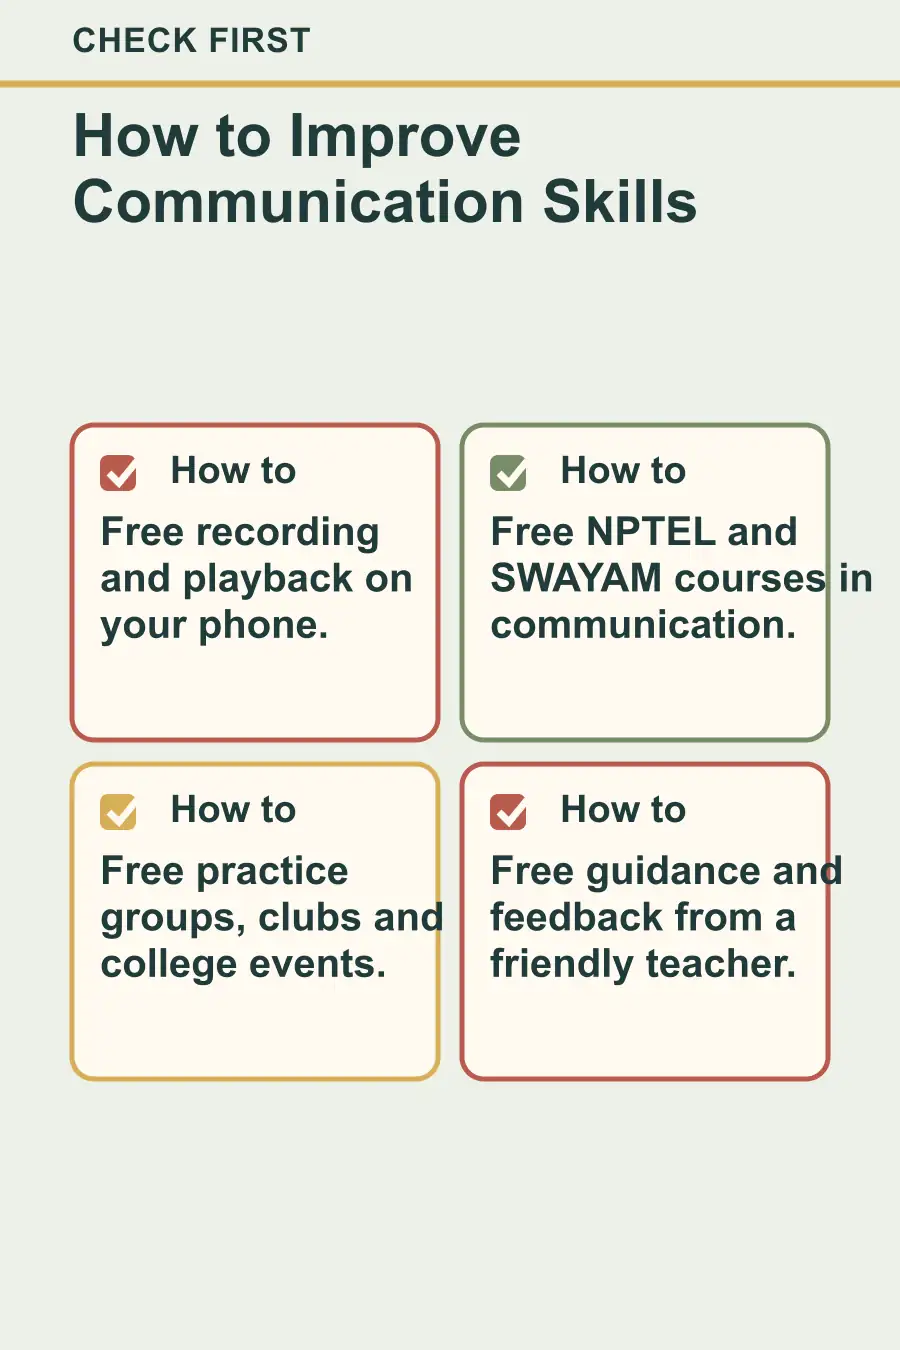 CHECK FIRST
How to Improve
Communication Skills
How to
Free recording
and playback on
your phone.
How to
Free NPTEL and
SWAYAM courses in
communication.
How to
Free practice
groups, clubs and
college events.
How to
Free guidance and
feedback from a
friendly teacher.